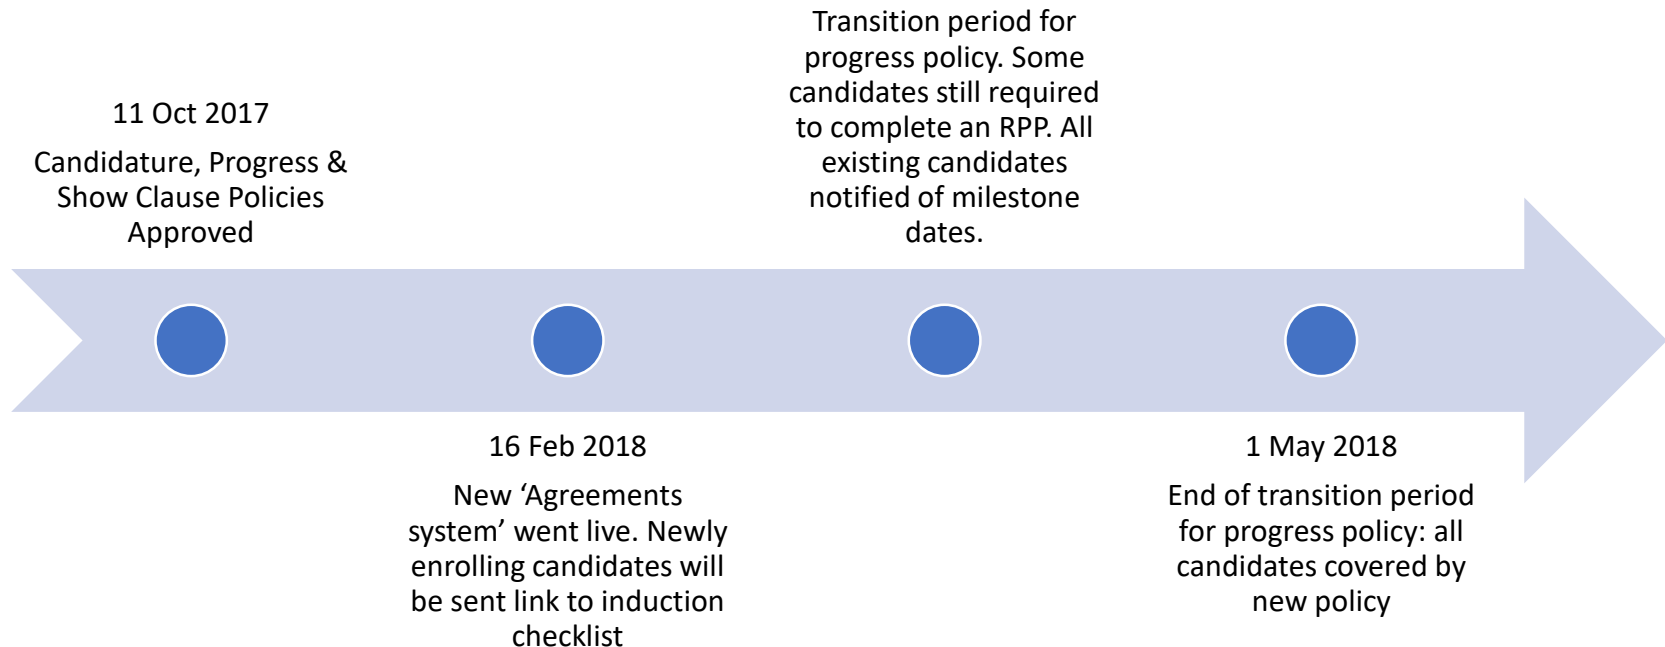 11 Oct 2017
Candidature, Progress &
Show Clause Policies
Approved
16 Feb 2018
New ‘Agreements
system’ went live. Newly
enrolling candidates will
be sent link to induction
checklist
Transition period for
progress policy. Some
candidates still required
to complete an RPP. All
existing candidates
notified of milestone
dates.
1 May 2018
End of transition period
for progress policy: all
candidates covered by
new policy